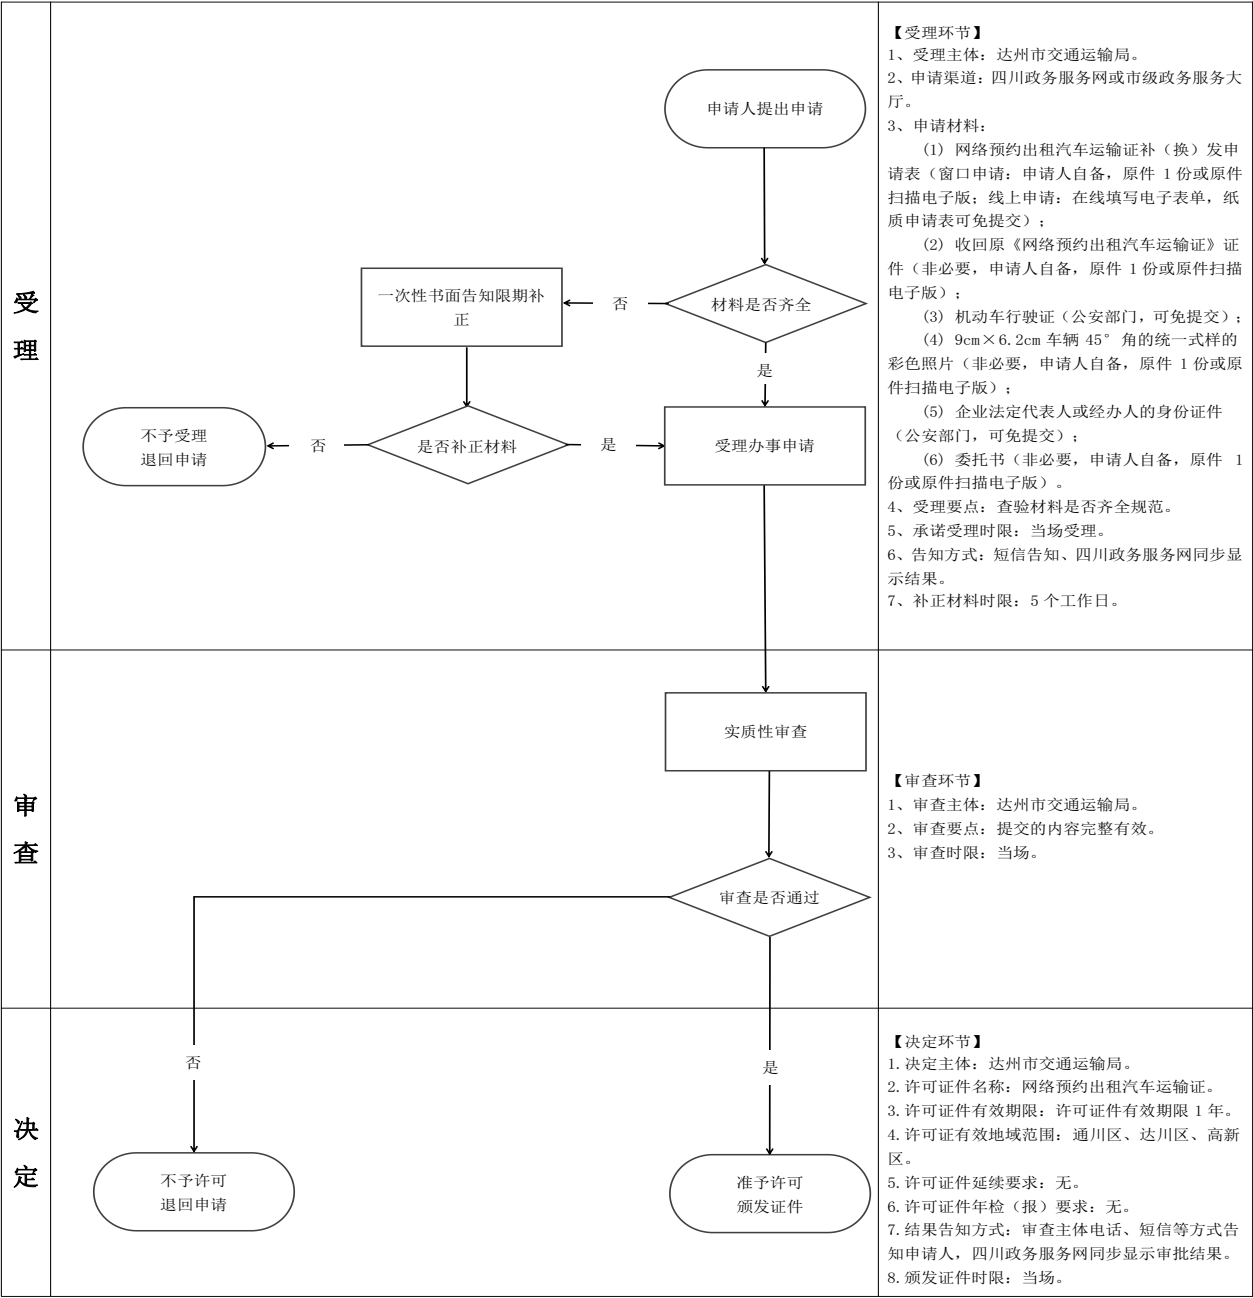 受
理
申请人提出申请
材料是否齐全
否
一次性书面告知限期补
正
是
不予受理
退回申请
否
是否补正材料
是
受理办事申请
【受理环节】
1、受理主体：达州市交通运输局。
2、申请渠道：四川政务服务网或市级政务服务大
厅。
3、申请材料：
(1) 网络预约出租汽车运输证补（换）发申
请表（窗口申请：申请人自备，原件 1 份或原件
扫描电子版；线上申请：在线填写电子表单，纸
质申请表可免提交）；
(2) 收回原《网络预约出租汽车运输证》证
件（非必要，申请人自备，原件 1 份或原件扫描
电子版）；
(3) 机动车行驶证（公安部门，可免提交）；
(4) 9cm×6.2cm 车辆 45° 角的统一式样的
彩色照片（非必要，申请人自备，原件 1 份或原
件扫描电子版）；
(5) 企业法定代表人或经办人的身份证件
（公安部门，可免提交）；
(6) 委托书（非必要，申请人自备，原件 1
份或原件扫描电子版）。
4、受理要点：查验材料是否齐全规范。
5、承诺受理时限：当场受理。
6、告知方式：短信告知、四川政务服务网同步显
示结果。
7、补正材料时限：5 个工作日。
审
查
实质性审查
审查是否通过
【审查环节】
1、审查主体：达州市交通运输局。
2、审查要点：提交的内容完整有效。
3、审查时限：当场。
决
定
否
是
不予许可
退回申请
准予许可
颁发证件
【决定环节】
1.决定主体：达州市交通运输局。
2.许可证件名称：网络预约出租汽车运输证。
3.许可证件有效期限：许可证件有效期限 1 年。
4.许可证有效地域范围：通川区、达川区、高新
区。
5.许可证件延续要求：无。
6.许可证件年检（报）要求：无。
7.结果告知方式：审查主体电话、短信等方式告
知申请人，四川政务服务网同步显示审批结果。
8.颁发证件时限：当场。